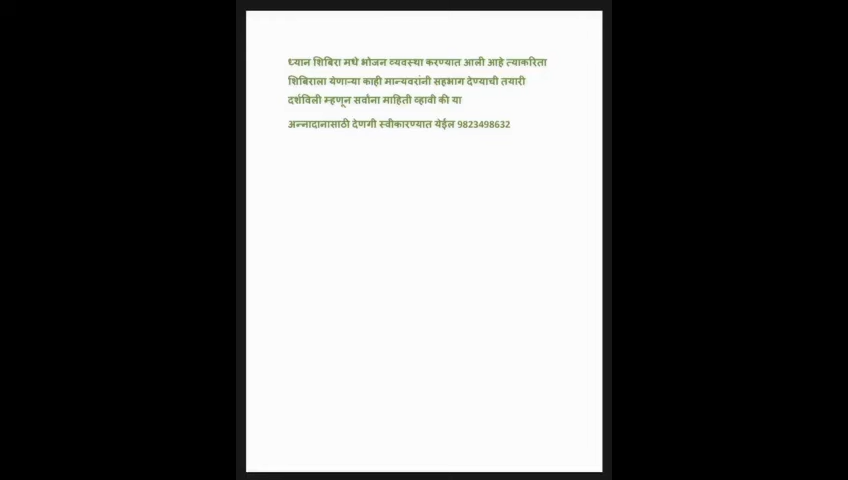 ध्यान शिबिरा मधे भोजन व्यवस्था करण्यात आली आहे त्याकरिता
शिबिराला येणाऱ्या काही मान्यवरांनी सहभाग देण्याची तयारी
दर्शविली म्हणून सर्वांना माहिती व्हावी की या
अन्नादानासाठी देणगी स्वीकारण्यात येईल 9823498632